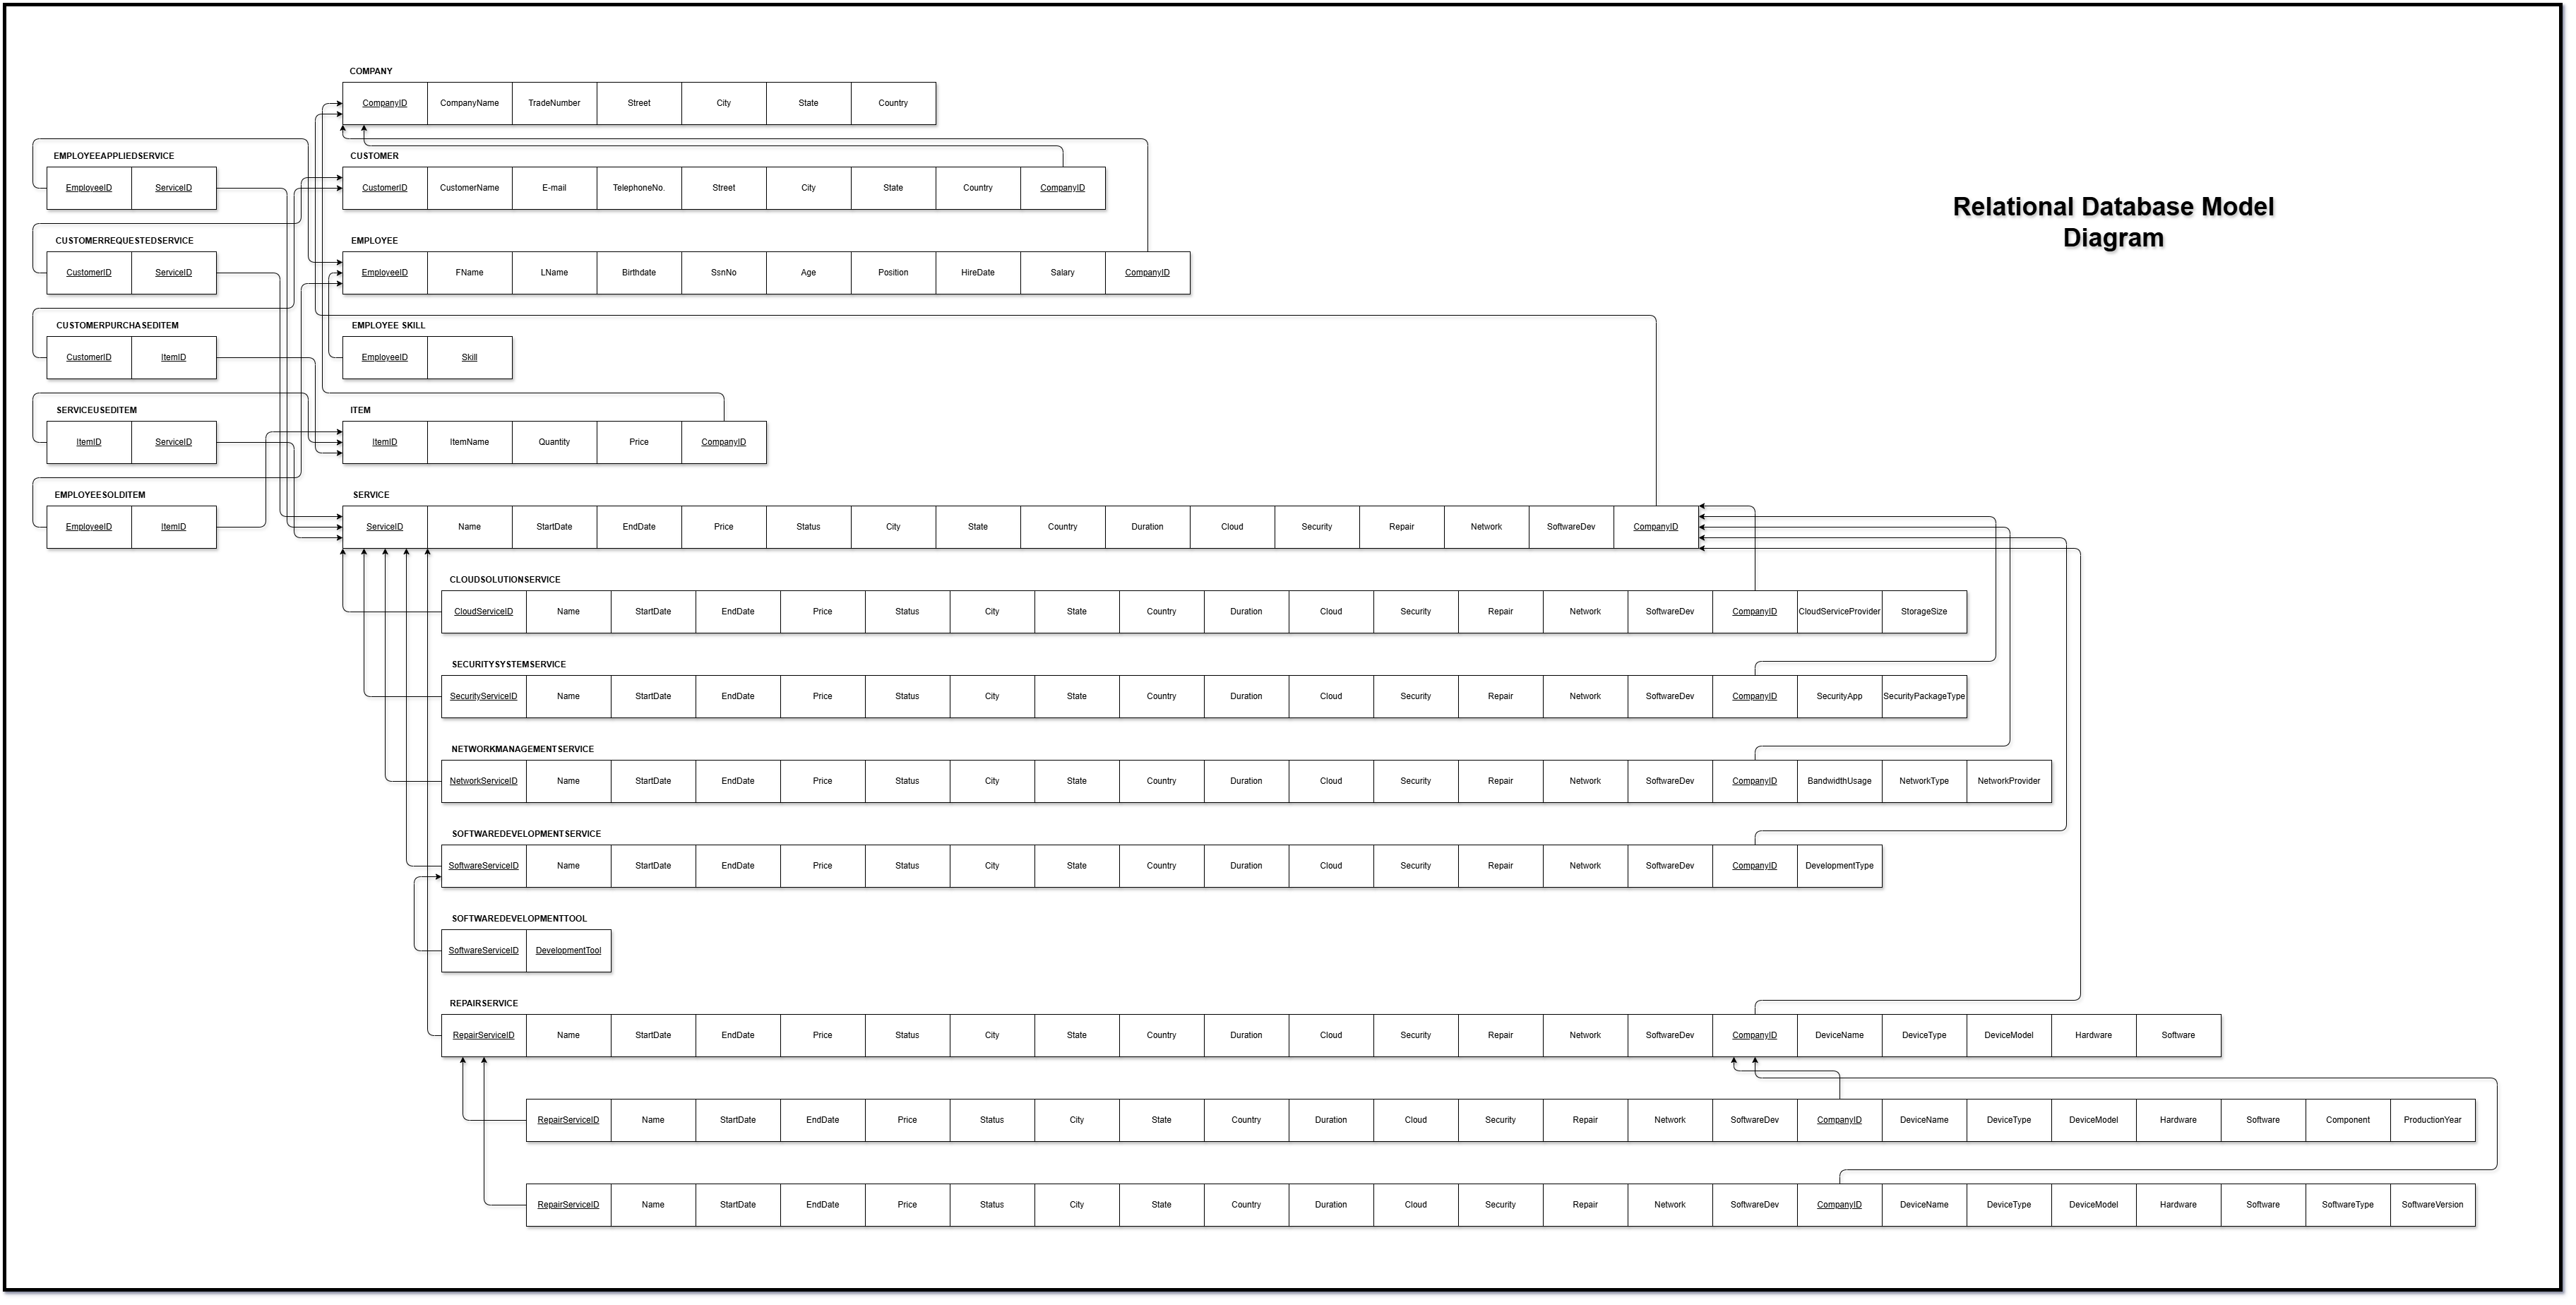 COMPANY
CompanyID CompanyName TradeNumber Street City State Country
Relational Database Model
Diagram
EMPLOYEEAPPLIEDSERVICE
EmployeeID ServiceID
CUSTOMER
CustomerID CustomerName E-mail TelephoneNo. Street City State Country CompanyID
CUSTOMERREQUESTEDSERVICE
CustomerID ServiceID
EMPLOYEE
EmployeeID FName LName Birthdate SsnNo Age Position HireDate Salary CompanyID
CUSTOMERPURCHASEDITEM
CustomerID ItemID
EMPLOYEE SKILL
EmployeeID Skill
SERVICEUSEDITEM
ItemID ServiceID
ITEM
ItemID ItemName Quantity Price CompanyID
EMPLOYEESOLDITEM
EmployeeID ItemID
SERVICE
ServiceID Name StartDate EndDate Price Status City State Country Duration Cloud Security Repair Network SoftwareDev CompanyID
CLOUDSOLUTIONSERVICE
CloudServiceID Name StartDate EndDate Price Status City State Country Duration Cloud Security Repair Network SoftwareDev CompanyID CloudServiceProvider StorageSize
SECURITYSYSTEMSERVICE
SecurityServiceID Name StartDate EndDate Price Status City State Country Duration Cloud Security Repair Network SoftwareDev CompanyID SecurityApp SecurityPackageType
NETWORKMANAGEMENTSERVICE
NetworkServiceID Name StartDate EndDate Price Status City State Country Duration Cloud Security Repair Network SoftwareDev CompanyID BandwidthUsage NetworkType NetworkProvider
SOFTWAREDEVELOPMENTSERVICE
SoftwareServiceID Name StartDate EndDate Price Status City State Country Duration Cloud Security Repair Network SoftwareDev CompanyID DevelopmentType
SOFTWAREDEVELOPMENTTOOL
SoftwareServiceID DevelopmentTool
REPAIRSERVICE
RepairServiceID Name StartDate EndDate Price Status City State Country Duration Cloud Security Repair Network SoftwareDev CompanyID DeviceName DeviceType DeviceModel Hardware Software
RepairServiceID Name StartDate EndDate Price Status City State Country Duration Cloud Security Repair Network SoftwareDev CompanyID DeviceName DeviceType DeviceModel Hardware Software Component ProductionYear
RepairServiceID Name StartDate EndDate Price Status City State Country Duration Cloud Security Repair Network SoftwareDev CompanyID DeviceName DeviceType DeviceModel Hardware Software SoftwareType SoftwareVersion